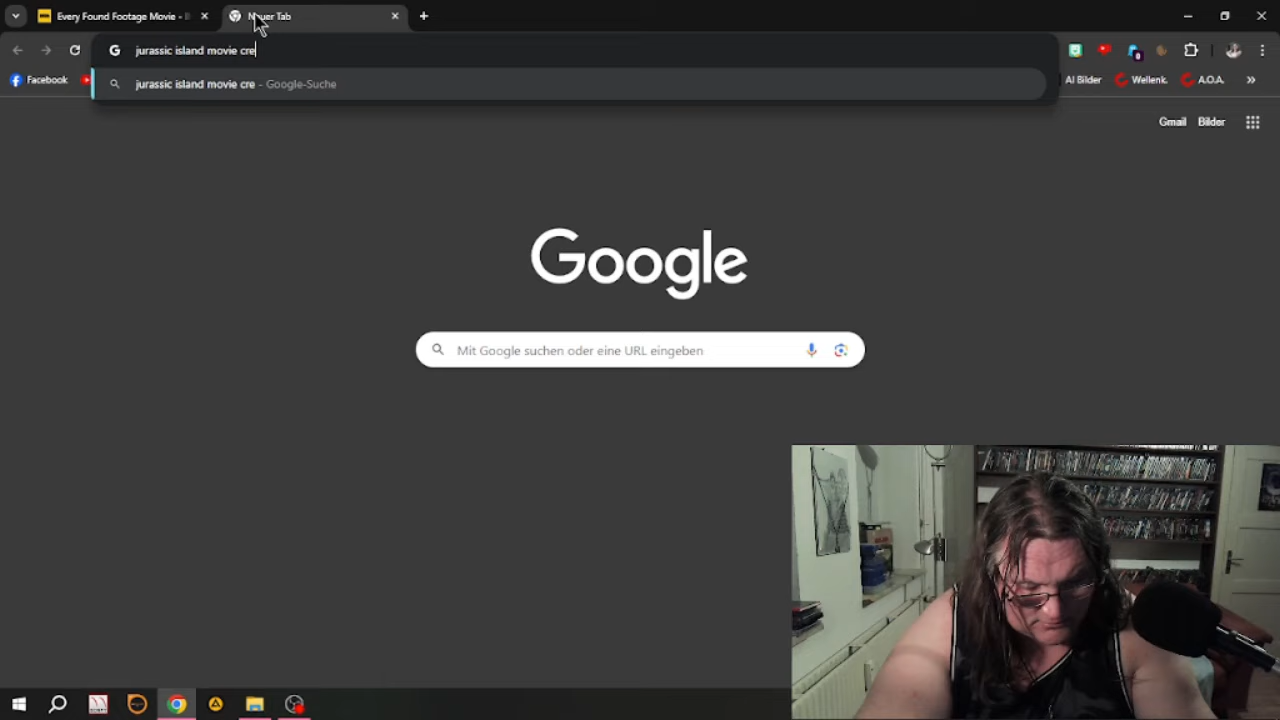 Every Found Footage Movie - I
Neuer Tab
jurassic island movie cre
jurassic island movie cre - Google-Suche
Facebook
AI Bilder
Wellenk.
A.O.A.
Gmail
Bilder
Google
Mit Google suchen oder eine URL eingeben